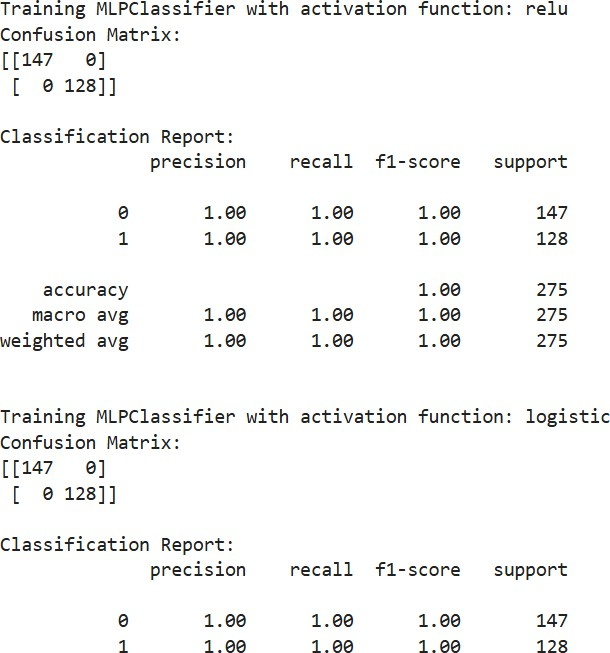 Training MLPClassifier with activation function: relu
Confusion Matrix:
[[147   0]
 [  0 128]]
Classification Report:
              precision    recall  f1-score   support
           0       1.00      1.00      1.00       147
           1       1.00      1.00      1.00       128
    accuracy                           1.00       275
   macro avg       1.00      1.00      1.00       275
weighted avg       1.00      1.00      1.00       275
Training MLPClassifier with activation function: logistic
Confusion Matrix:
[[147   0]
 [  0 128]]
Classification Report:
              precision    recall  f1-score   support
           0       1.00      1.00      1.00       147
           1       1.00      1.00      1.00       128